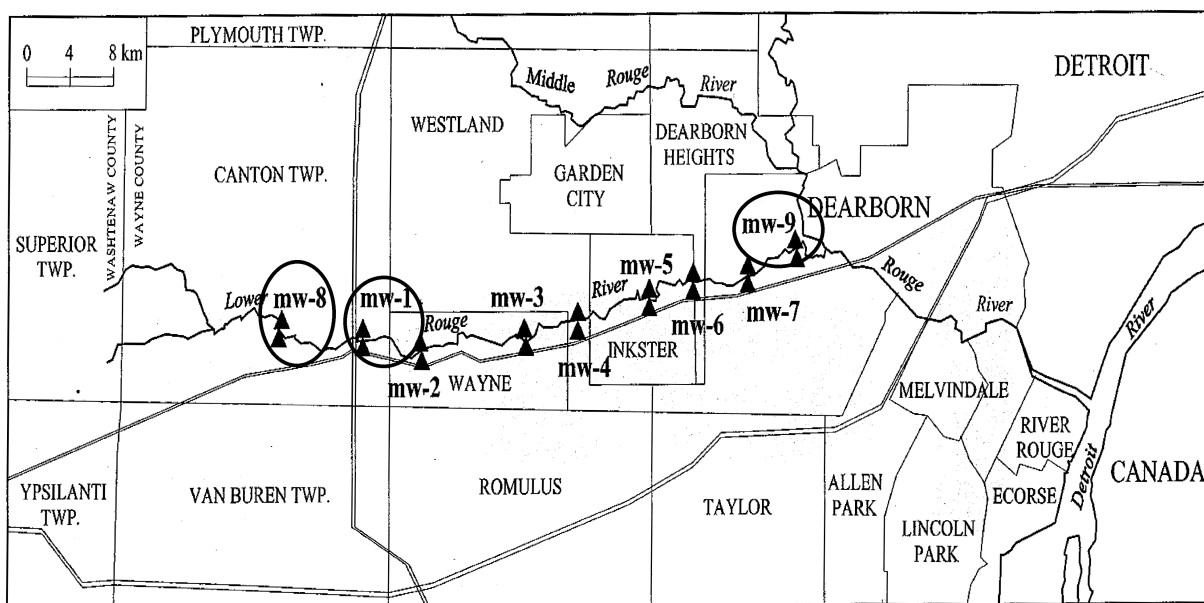 PLYMOUTH TWP.
0 4 8 km
DETROIT
Middle Rouge River
WESTLAND
DEARBORN
HEIGHTS
WASHTENAW COUNTY
WAYNE COUNTY
CANTON TWP.
GARDEN
CITY
DEARBORN
SUPERIOR
TWP.
mw-9
Lower Rouge River
mw-8
mw-1
mw-3
mw-5
mw-7
mw-6
mw-4
mw-2
WAYNE
INKSTER
Rouge River
MELVINDALE
RIVER
ROUGE
Detroit River
CANADA
YPSILANTI
TWP.
VAN BUREN TWP.
ROMULUS
TAYLOR
ALLEN
PARK
ECORSE
LINCOLN
PARK